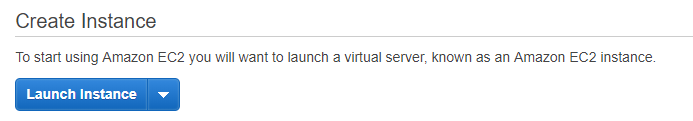 Create Instance
To start using Amazon EC2 you will want to launch a virtual server, known as an Amazon EC2 instance.
Launch Instance